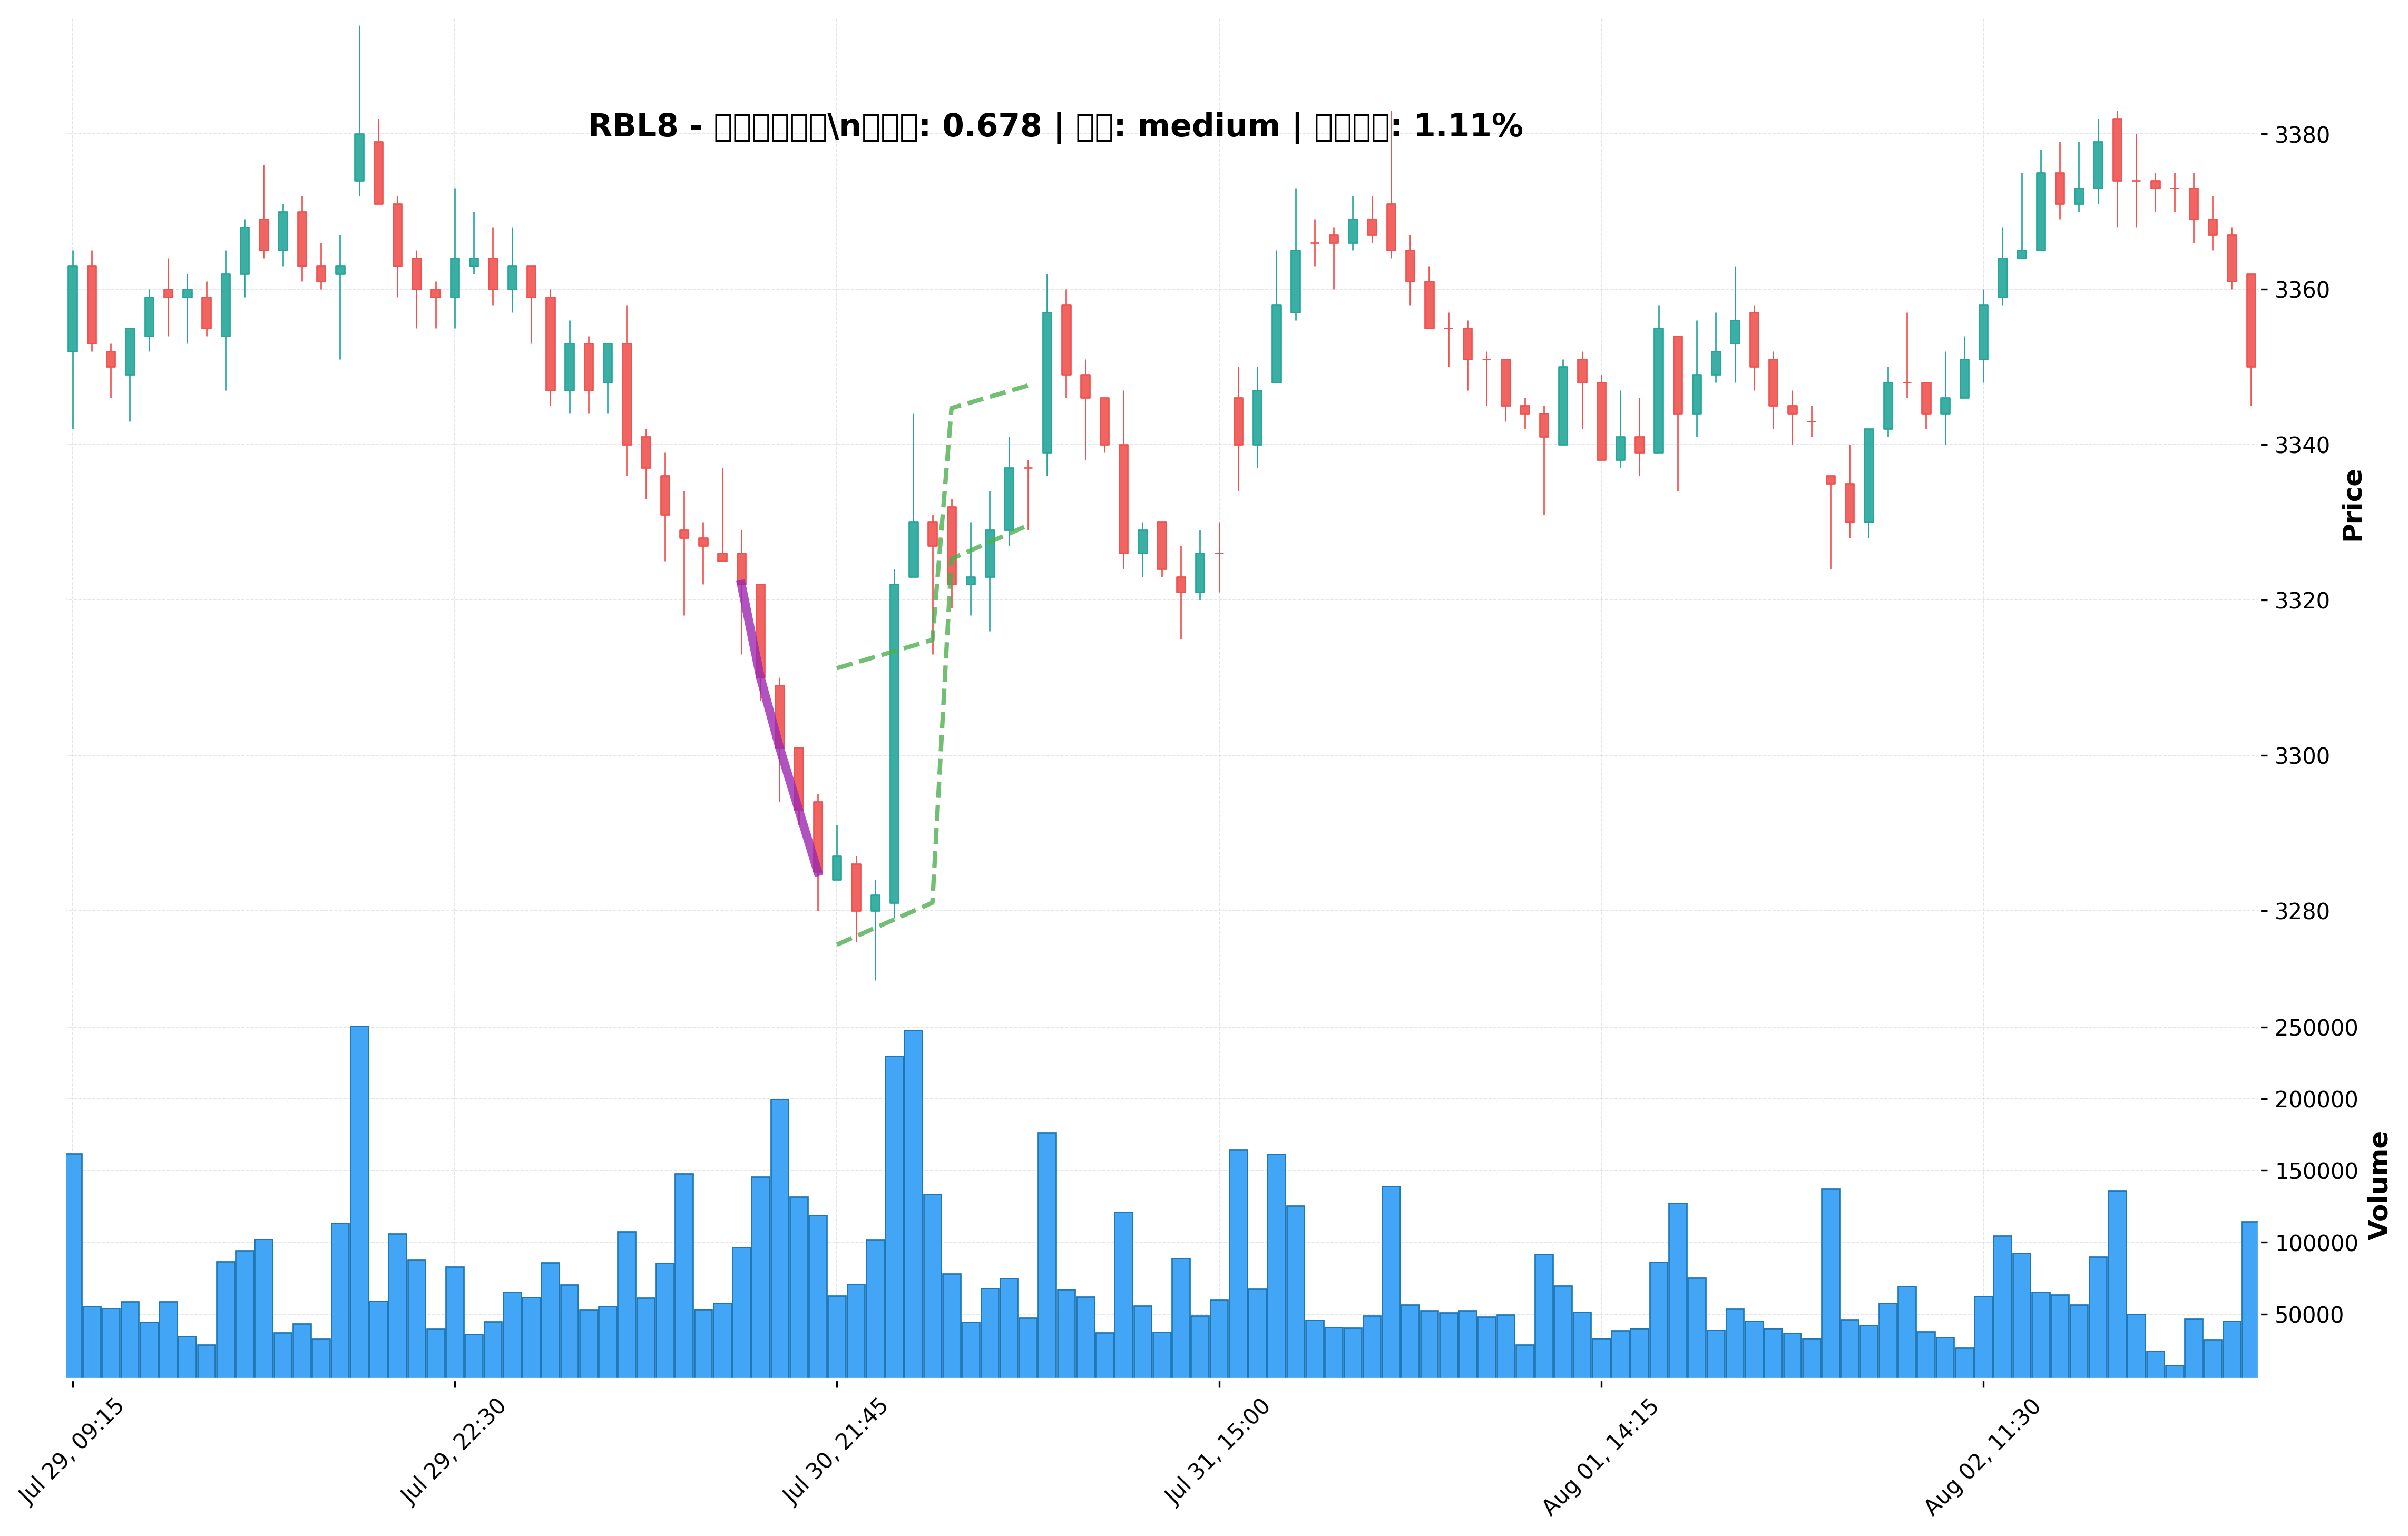 RBL8 - □□□□□□\n□□□: 0.678 | □□: medium | □□□□: 1.11%
3380
3360
3340
3320
3300
3280
Price
250000
200000
150000
100000
50000
Volume
Jul 29, 09:15
Jul 29, 22:30
Jul 30, 21:45
Jul 31, 15:00
Aug 01, 14:15
Aug 02, 11:30